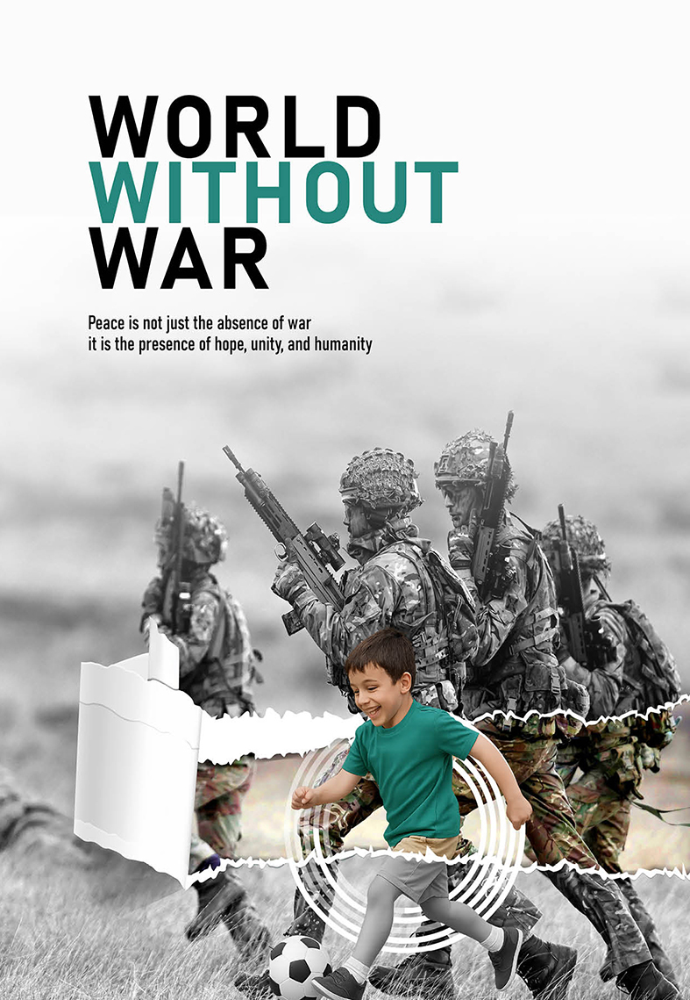 WORLD
WITHOUT
WAR
Peace is not just the absence of war
it is the presence of hope, unity, and humanity